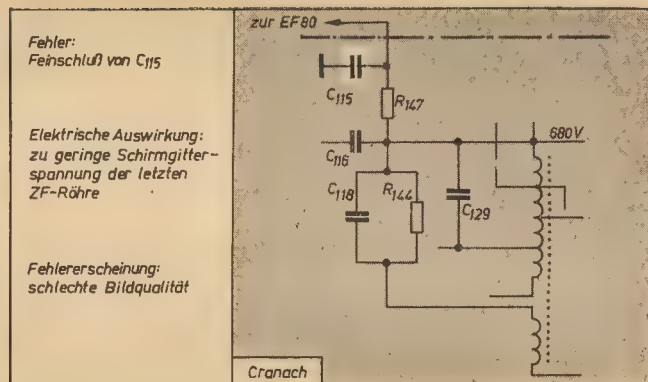 Fehler:
Feinschluß von C115
Elektrische Auswirkung:
zu geringe Schirmgitter-
spannung der letzten
ZF-Röhre
Fehlererscheinung:
schlechte Bildqualität
zur EF80
C115
R147
C116
680V
C118
R144
C129
Cranach